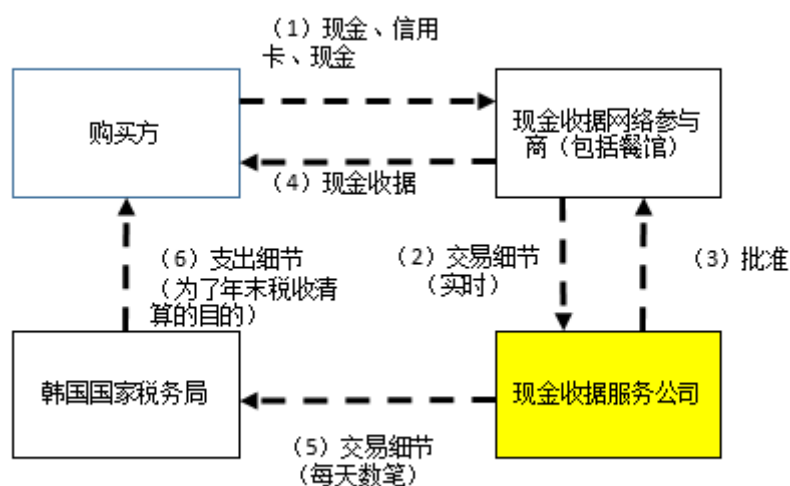 （1）现金、信用
卡、现金
购买方
现金收据网络参与
商（包括餐馆）
（4）现金收据
（6）支出细节
（为了年末税收清
算的目的）
（2）交易细节
（实时）
（3）批准
韩国国家税务局
现金收据服务公司
（5）交易细节
（每天数笔）